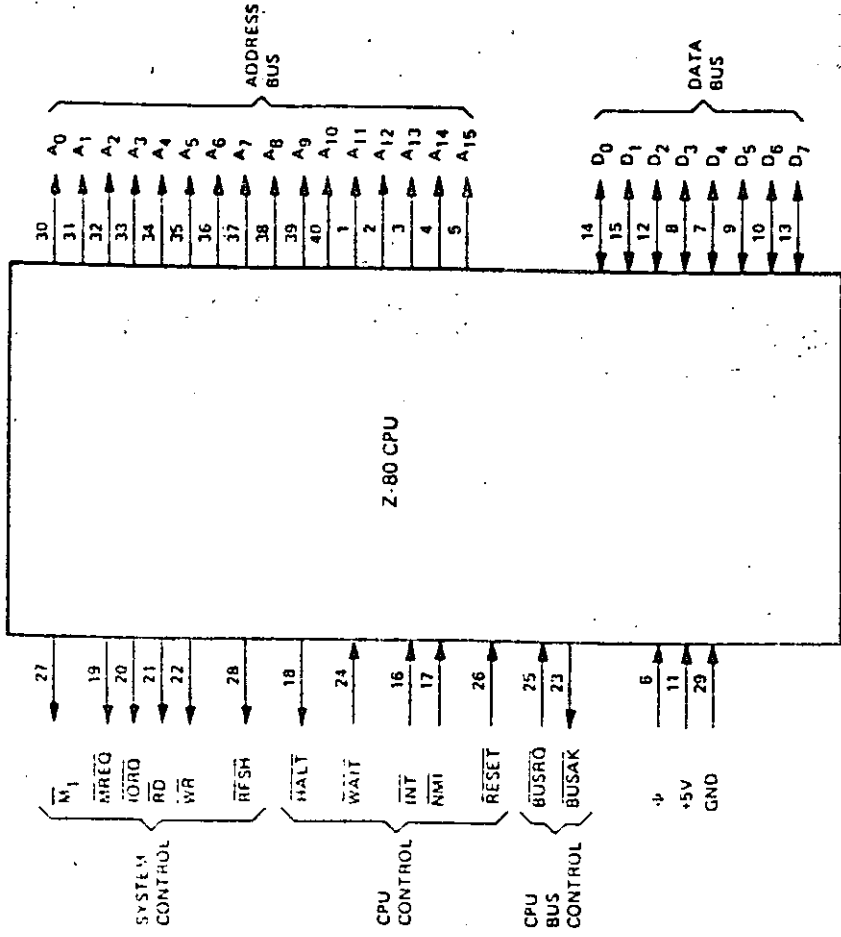 SYSTEM
CONTROL
M1
27
MREQ
19
IORQ
20
RD
21
WR
22
RFSH
28
CPU
CONTROL
HALT
18
WAIT
24
INT
16
NMI
17
RESET
26
CPU
BUS
CONTROL
BUSRQ
25
BUSAK
23
Φ
6
+5V
11
GND
29
Z-80 CPU
30
A0
31
A1
32
A2
33
A3
34
A4
35
A5
36
A6
37
A7
38
A8
39
A9
40
A10
1
A11
2
A12
3
A13
4
A14
5
A15
ADDRESS
BUS
14
D0
15
D1
12
D2
8
D3
7
D4
9
D5
10
D6
13
D7
DATA
BUS